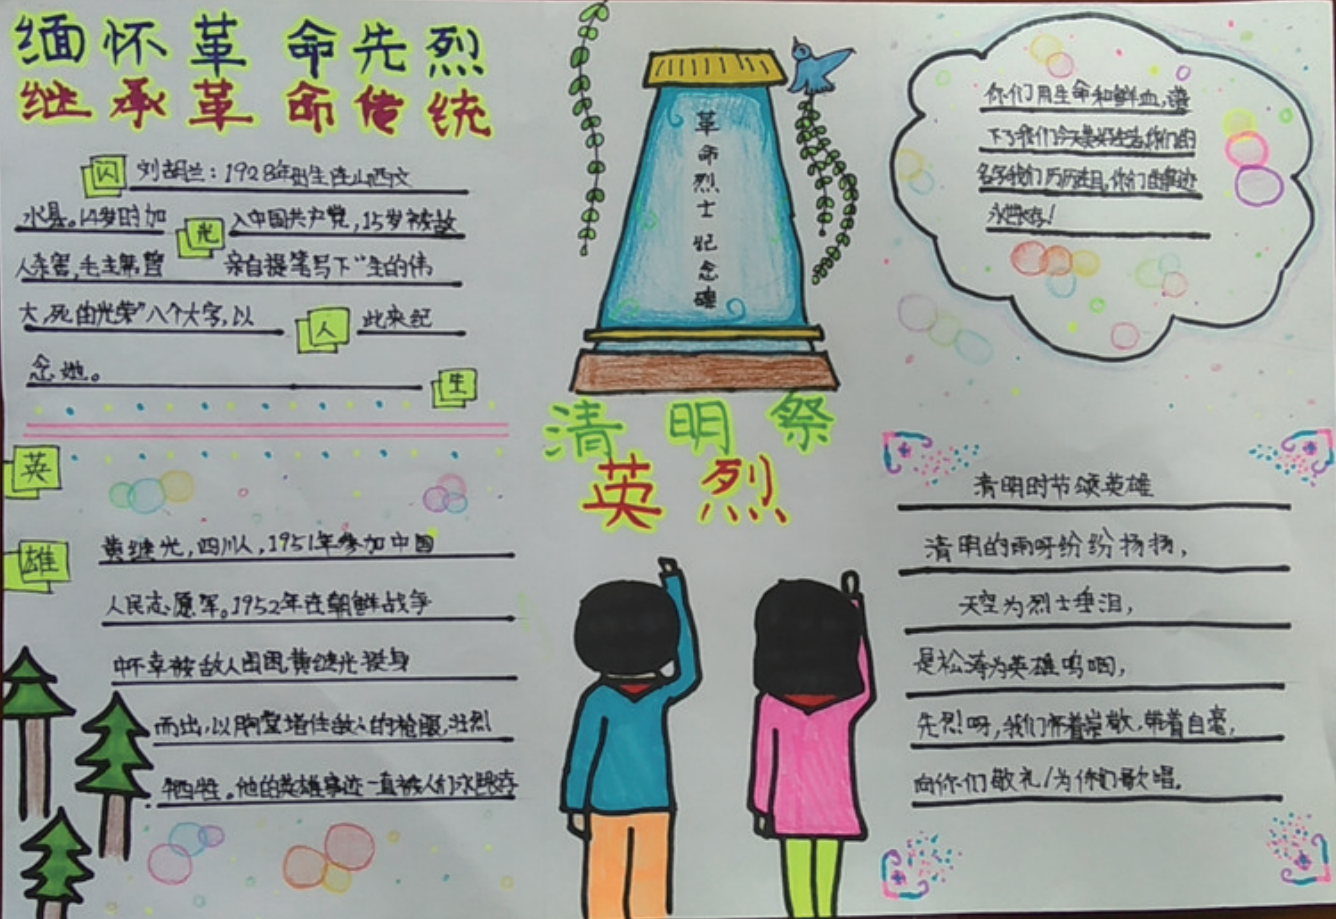 缅怀革命先烈
继承革命传统
闪光人生
刘胡兰：1928年出生在山西文
水县。14岁时加入中国共产党，15岁被敌
人杀害，毛主席曾亲自提笔写下“生的伟
大，死的光荣”八个大字，以此来纪
念她。
英雄
黄继光，四川人，1951年参加中国
人民志愿军。1952年在朝鲜战争
中不幸被敌人围困，黄继光挺身
而出，以胸堂堵住敌人的枪眼，壮烈
牺牲。他的英雄事迹一直被人们永远存
革命烈士纪念碑
清明祭
英烈
你们用生命和鲜血，
下了我们今天美好生活，你们的
名字我们历历在目，你们的事迹
永世长存！
清明时节颂英雄
清明的雨呀纷纷扬扬，
天空为烈士垂泪，
是松涛为英雄呜咽，
先烈呀，我们怀着崇敬，带着自豪，
向你们敬礼/为你们歌唱。